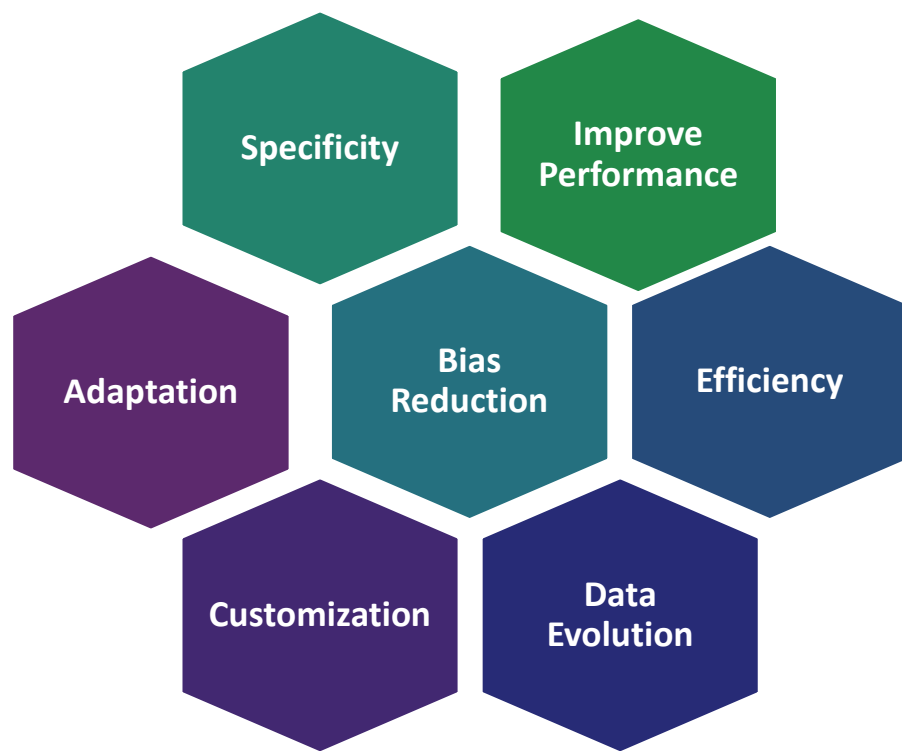 Specificity
Improve
Performance
Adaptation
Bias
Reduction
Efficiency
Customization
Data
Evolution